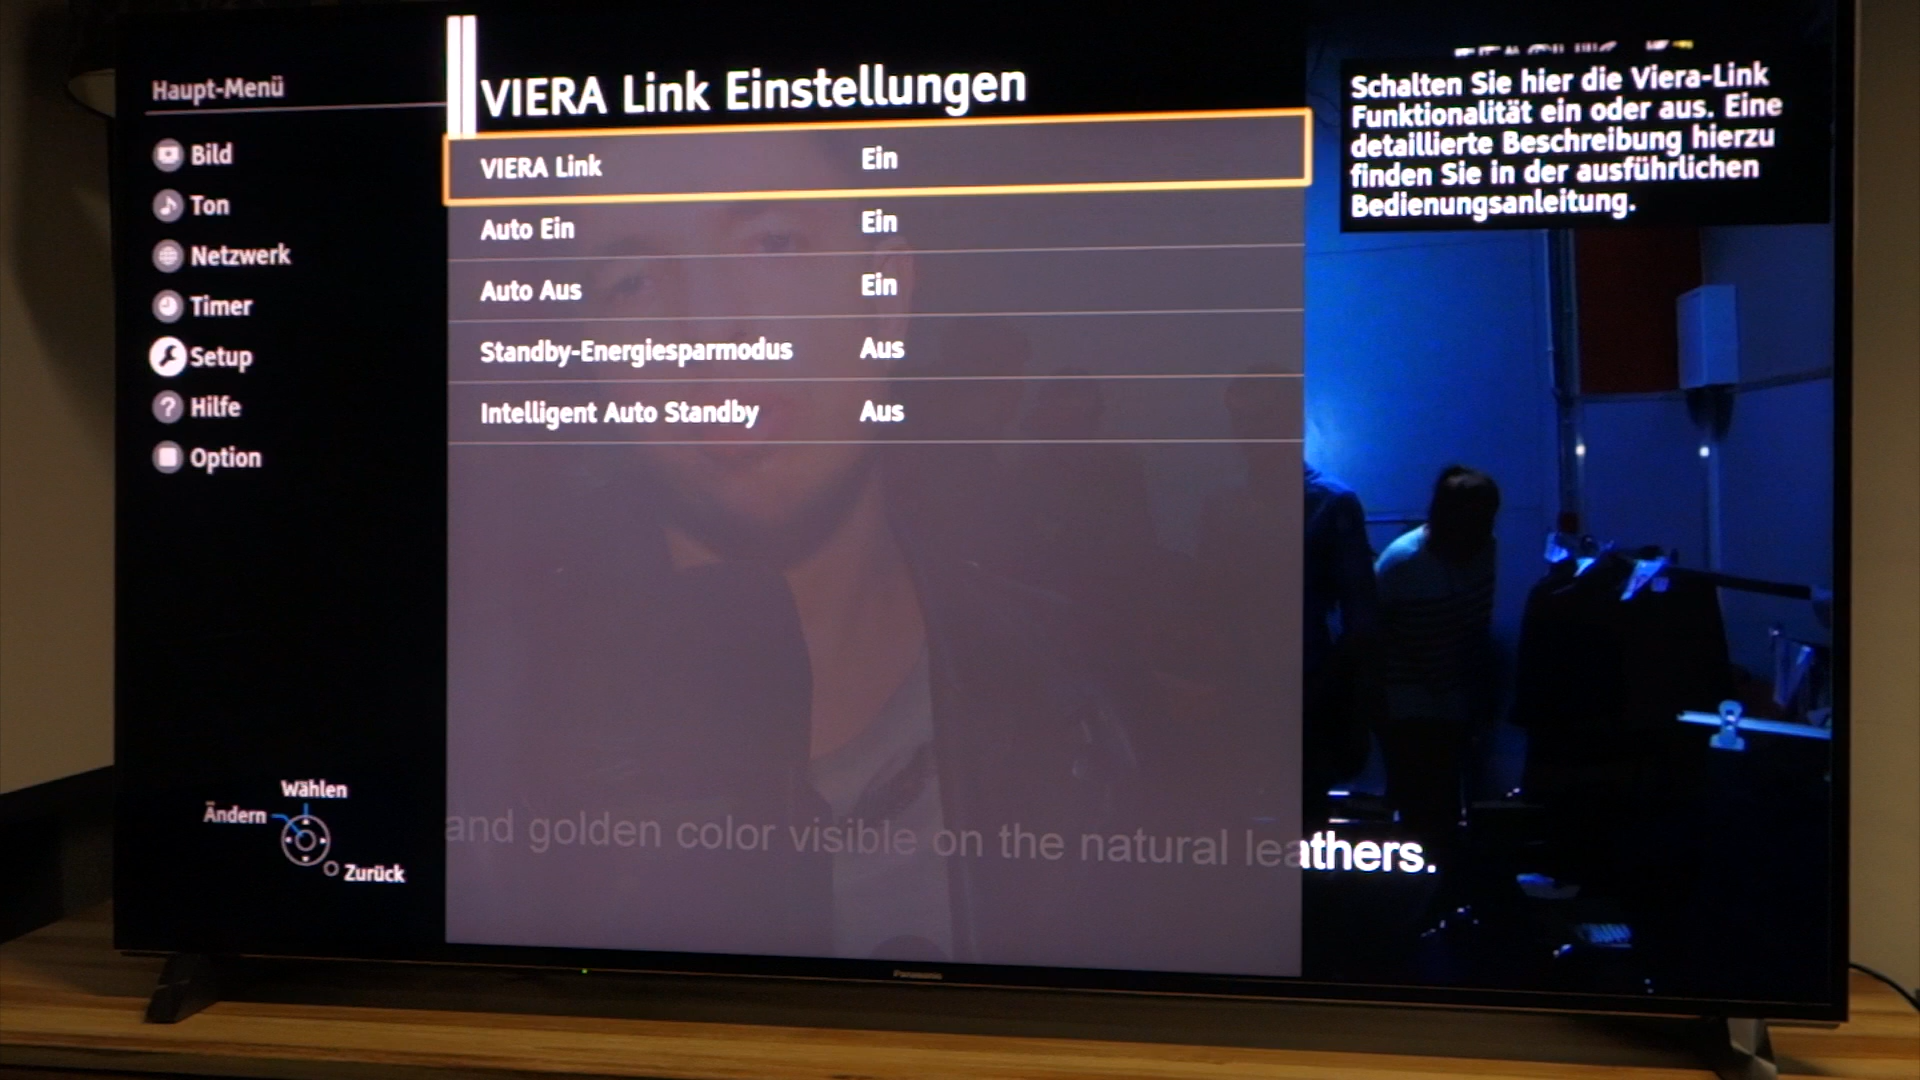 Haupt-Menü
Bild
Ton
Netzwerk
Timer
Setup
Hilfe
Option
Wählen
Ändern
Zurück
VIERA Link Einstellungen
VIERA Link Ein
Auto Ein Ein
Auto Aus Ein
Standby-Energiesparmodus Aus
Intelligent Auto Standby Aus
Schalten Sie hier die Viera-Link
Funktionalität ein oder aus. Eine
detaillierte Beschreibung hierzu
finden Sie in der ausführlichen
Bedienungsanleitung.
and golden color visible on the natural leathers.
Panasonic